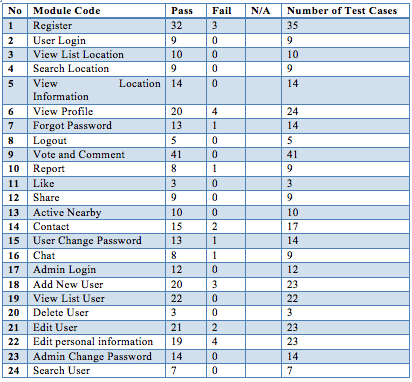 No Module Code Pass Fail N/A Number of Test Cases
1 Register 32 3 35
2 User Login 9 0 9
3 View List Location 10 0 10
4 Search Location 9 0 9
5 View Location 14 0 14
Information
6 View Profile 20 4 24
7 Forgot Password 13 1 14
8 Logout 5 0 5
9 Vote and Comment 41 0 41
10 Report 8 1 9
11 Like 3 0 3
12 Share 9 0 9
13 Active Nearby 10 0 10
14 Contact 15 2 17
15 User Change Password 13 1 14
16 Chat 8 1 9
17 Admin Login 12 0 12
18 Add New User 20 3 23
19 View List User 22 0 22
20 Delete User 3 0 3
21 Edit User 21 2 23
22 Edit personal information 19 4 23
23 Admin Change Password 14 0 14
24 Search User 7 0 7